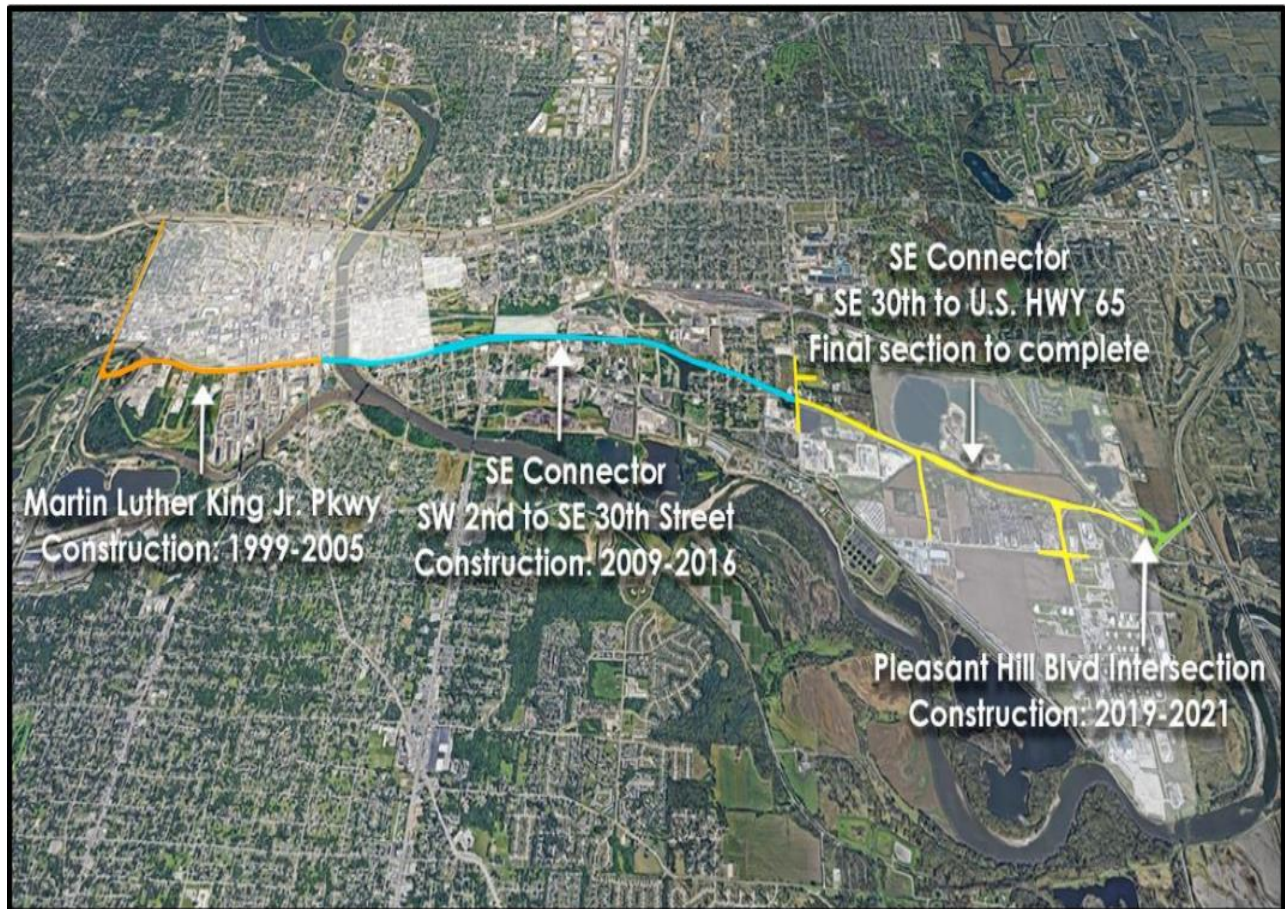 SE Connector
SE 30th to U.S. HWY 65
Final section to complete
Martin Luther King Jr. Pkwy
Construction: 1999-2005
SE Connector
SW 2nd to SE 30th Street
Construction: 2009-2016
Pleasant Hill Blvd Intersection
Construction: 2019-2021